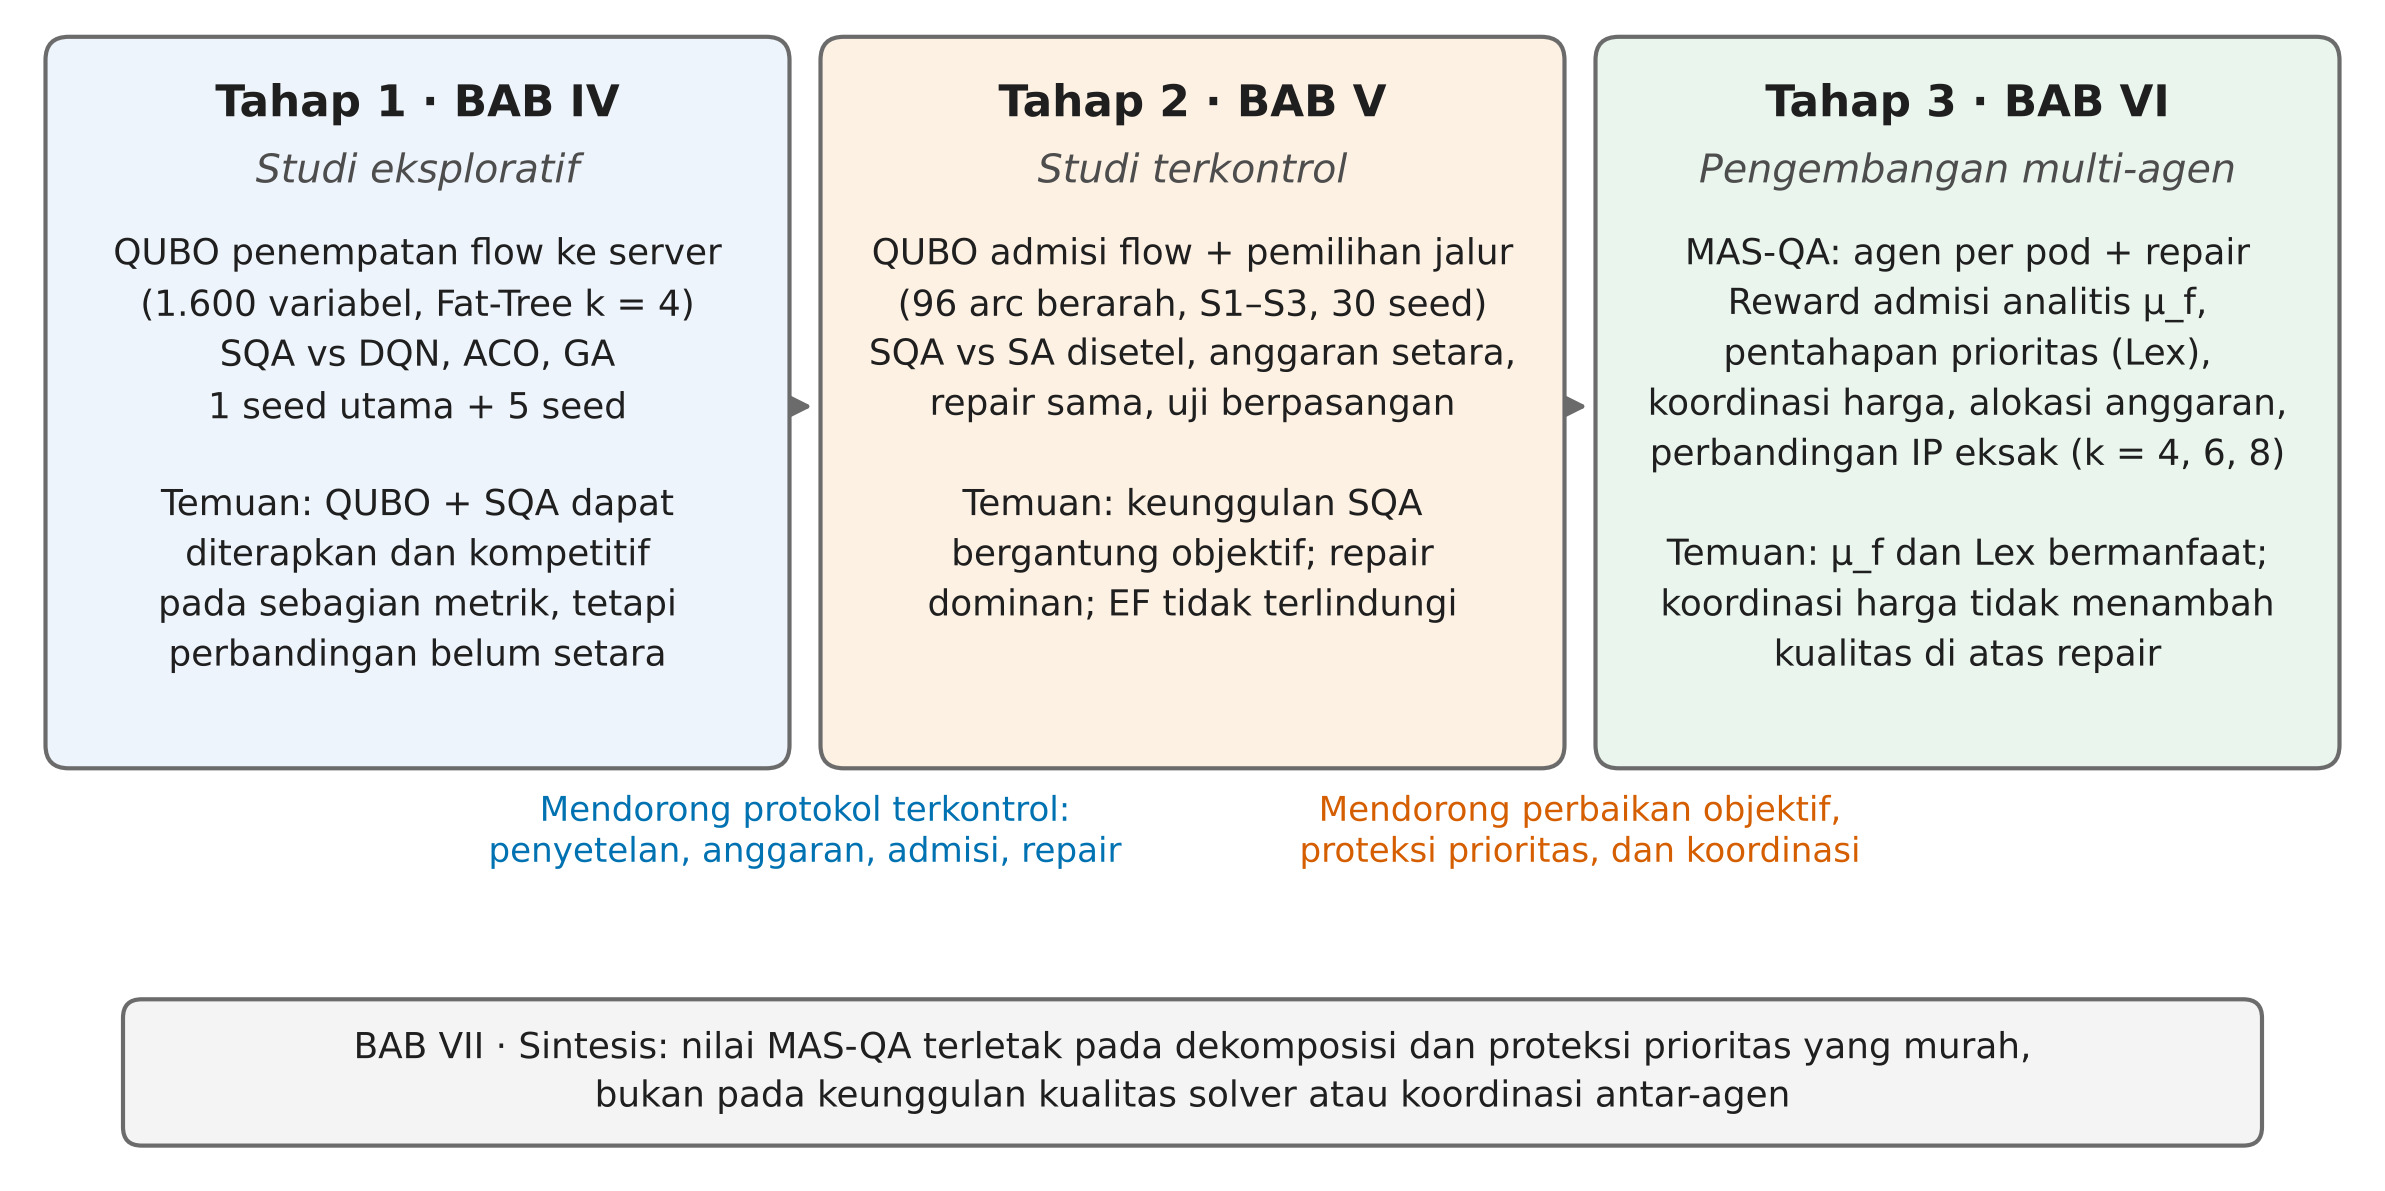 Tahap 1 · BAB IV
Studi eksploratif
QUBO penempatan flow ke server
(1.600 variabel, Fat-Tree k = 4)
SQA vs DQN, ACO, GA
1 seed utama + 5 seed
Temuan: QUBO + SQA dapat
diterapkan dan kompetitif
pada sebagian metrik, tetapi
perbandingan belum setara
Tahap 2 · BAB V
Studi terkontrol
QUBO admisi flow + pemilihan jalur
(96 arc berarah, S1–S3, 30 seed)
SQA vs SA disetel, anggaran setara,
repair sama, uji berpasangan
Temuan: keunggulan SQA
bergantung objektif; repair
dominan; EF tidak terlindungi
Tahap 3 · BAB VI
Pengembangan multi-agen
MAS-QA: agen per pod + repair
Reward admisi analitis μ_f,
pentahapan prioritas (Lex),
koordinasi harga, alokasi anggaran,
perbandingan IP eksak (k = 4, 6, 8)
Temuan: μ_f dan Lex bermanfaat;
koordinasi harga tidak menambah
kualitas di atas repair
Mendorong protokol terkontrol:
penyetelan, anggaran, admisi, repair
Mendorong perbaikan objektif,
proteksi prioritas, dan koordinasi
BAB VII · Sintesis: nilai MAS-QA terletak pada dekomposisi dan proteksi prioritas yang murah,
bukan pada keunggulan kualitas solver atau koordinasi antar-agen